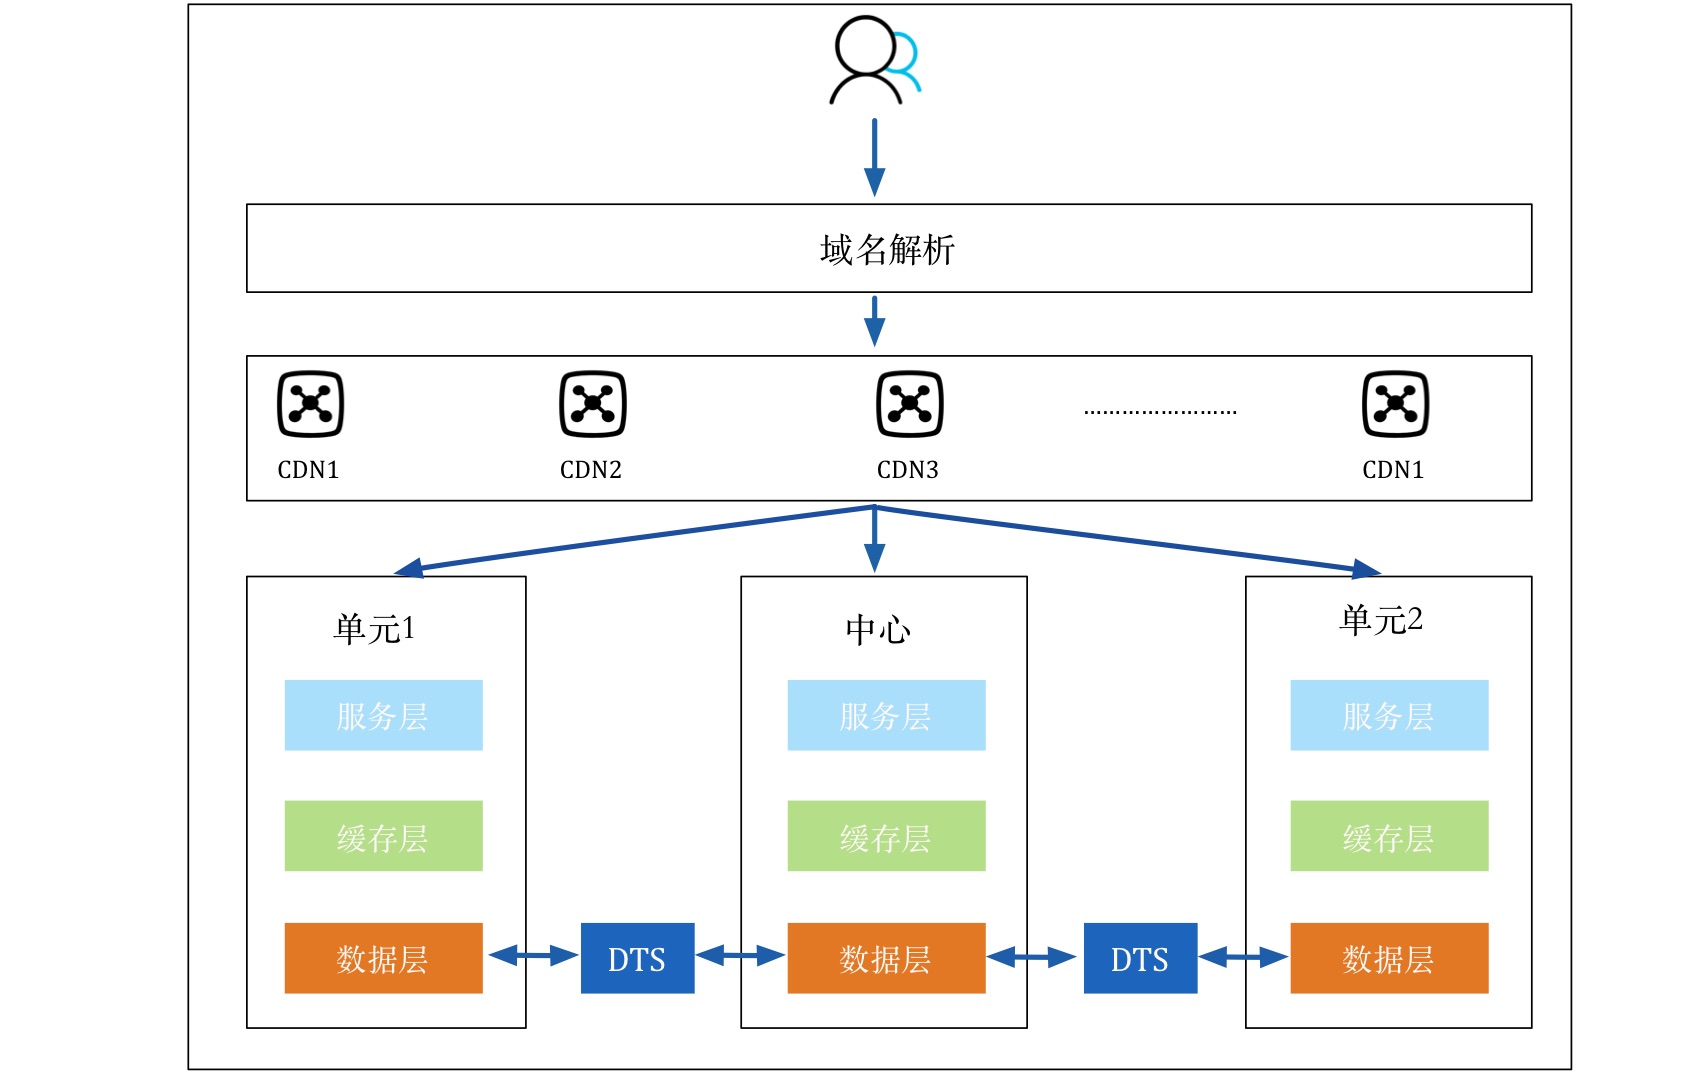 域名解析
CDN1
CDN2
CDN3
........................
CDN1
单元1
中心
单元2
服务层
服务层
服务层
缓存层
缓存层
缓存层
数据层
DTS
数据层
DTS
数据层